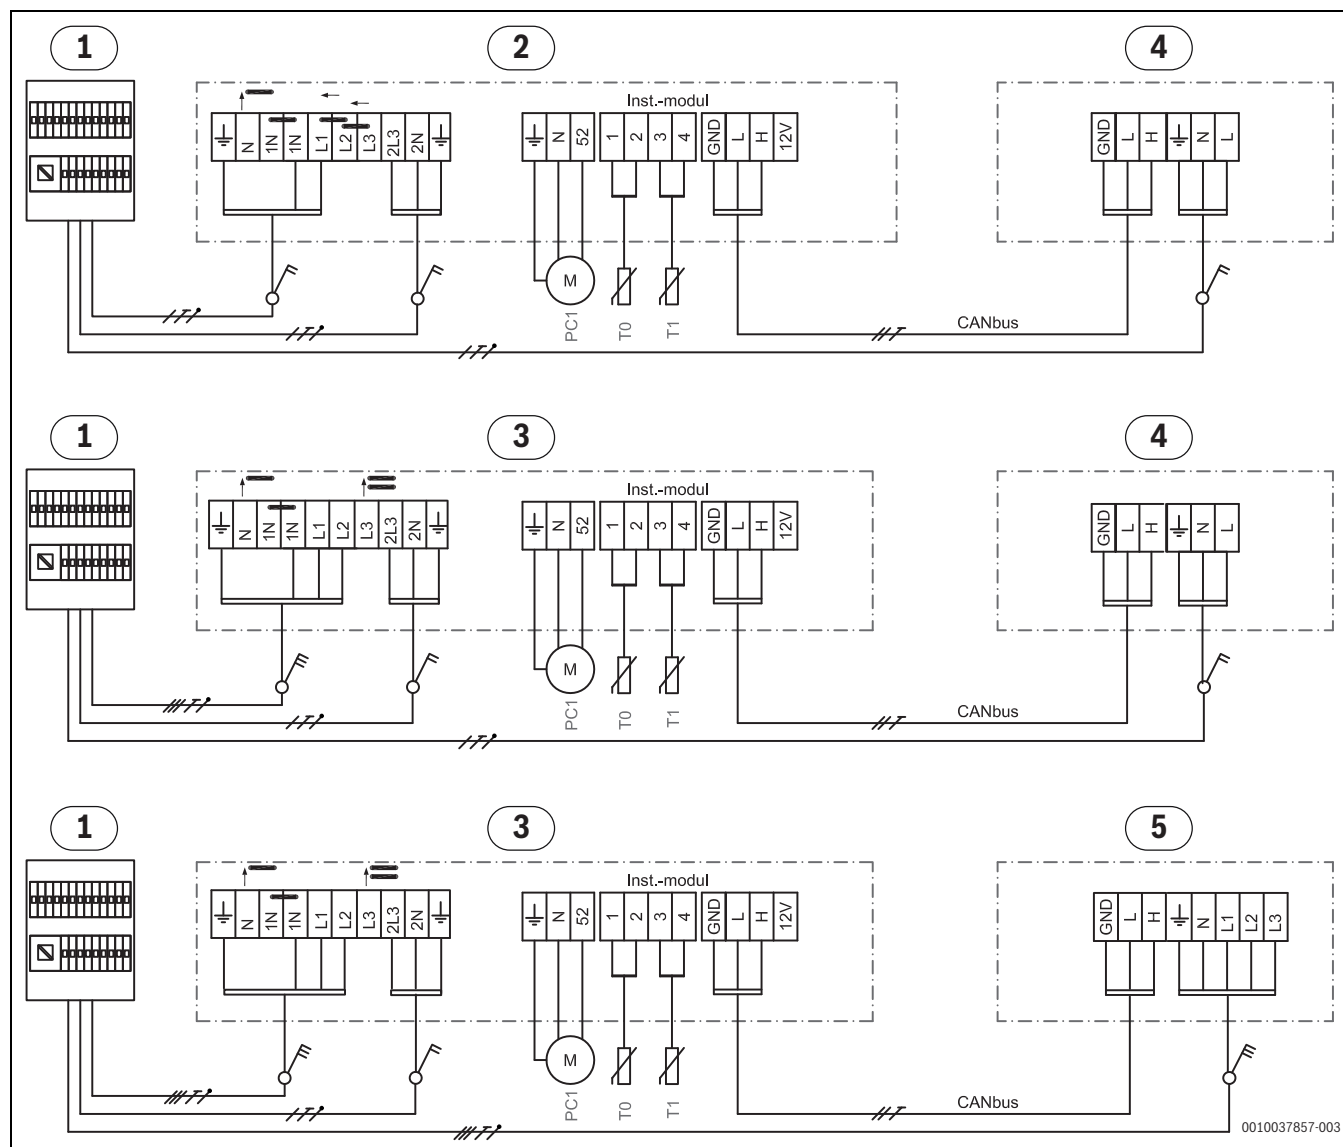 1 2 4
Inst.-modul
N 1N 1N L1 L2 L3 2L3 2N
N 52
1 2 3 4
GND L H 12V
GND L H N L
M
PC1 T0 T1
CANbus
1 3 4
Inst.-modul
N 1N 1N L1 L2 L3 2L3 2N
N 52
1 2 3 4
GND L H 12V
GND L H N L
M
PC1 T0 T1
CANbus
1 3 5
Inst.-modul
N 1N 1N L1 L2 L3 2L3 2N
N 52
1 2 3 4
GND L H 12V
GND L H N L1 L2 L3
M
PC1 T0 T1
CANbus
0010037857-003